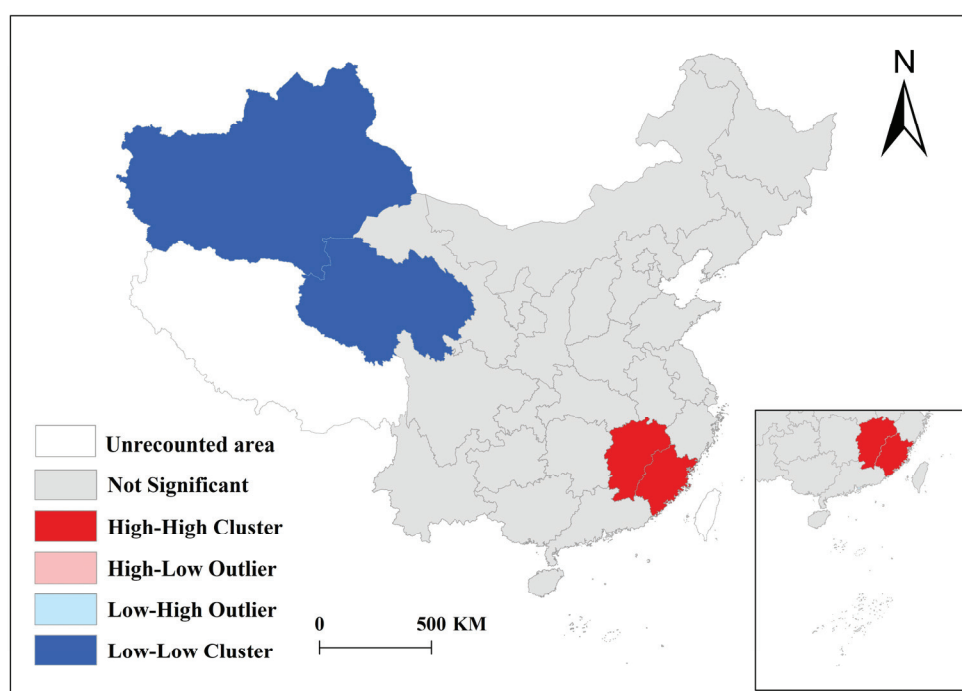 N
Unrecounted area
Not Significant
High-High Cluster
High-Low Outlier
Low-High Outlier
Low-Low Cluster
0 500 KM